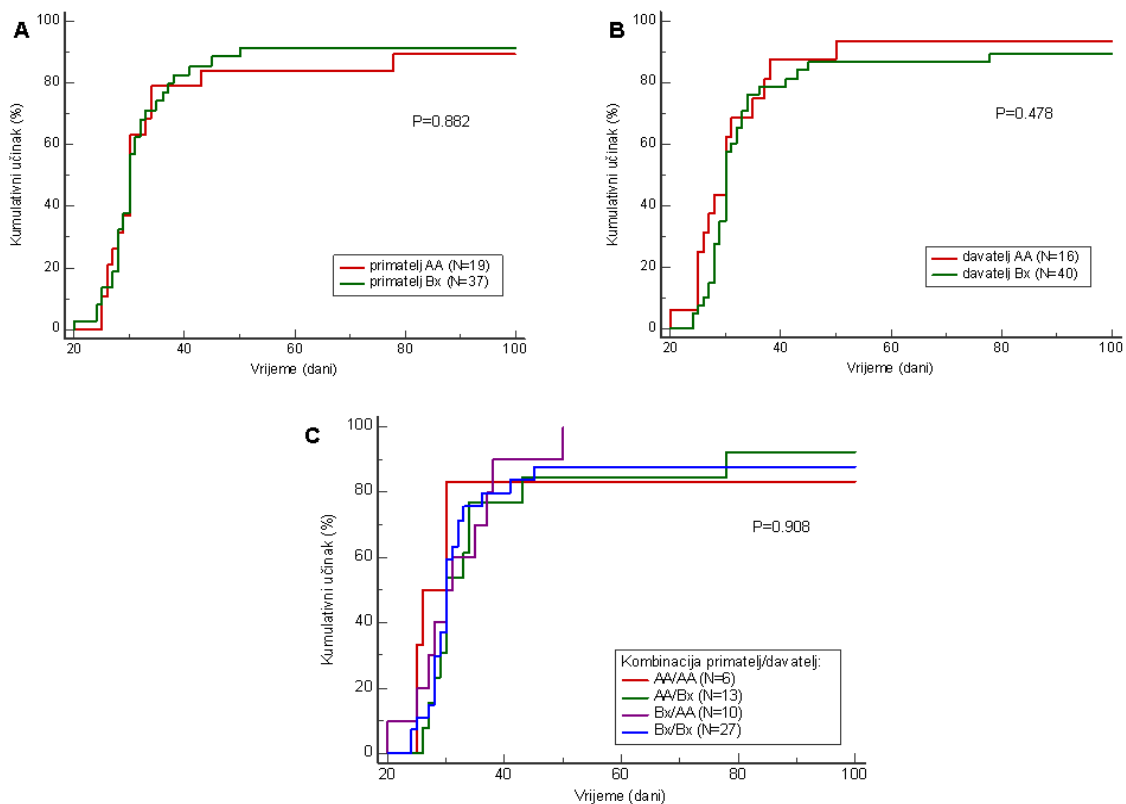 A
Kumulativni učinak (%)
100
80
60
40
20
0
P=0.882
primatelj AA (N=19)
primatelj Bx (N=37)
20
40
60
80
100
Vrijeme (dani)
B
Kumulativni učinak (%)
100
80
60
40
20
0
P=0.478
davatelj AA (N=16)
davatelj Bx (N=40)
20
40
60
80
100
Vrijeme (dani)
C
Kumulativni učinak (%)
100
80
60
40
20
0
P=0.908
Kombinacija primatelj/davatelj:
AA/AA (N=6)
AA/Bx (N=13)
Bx/AA (N=10)
Bx/Bx (N=27)
20
40
60
80
100
Vrijeme (dani)